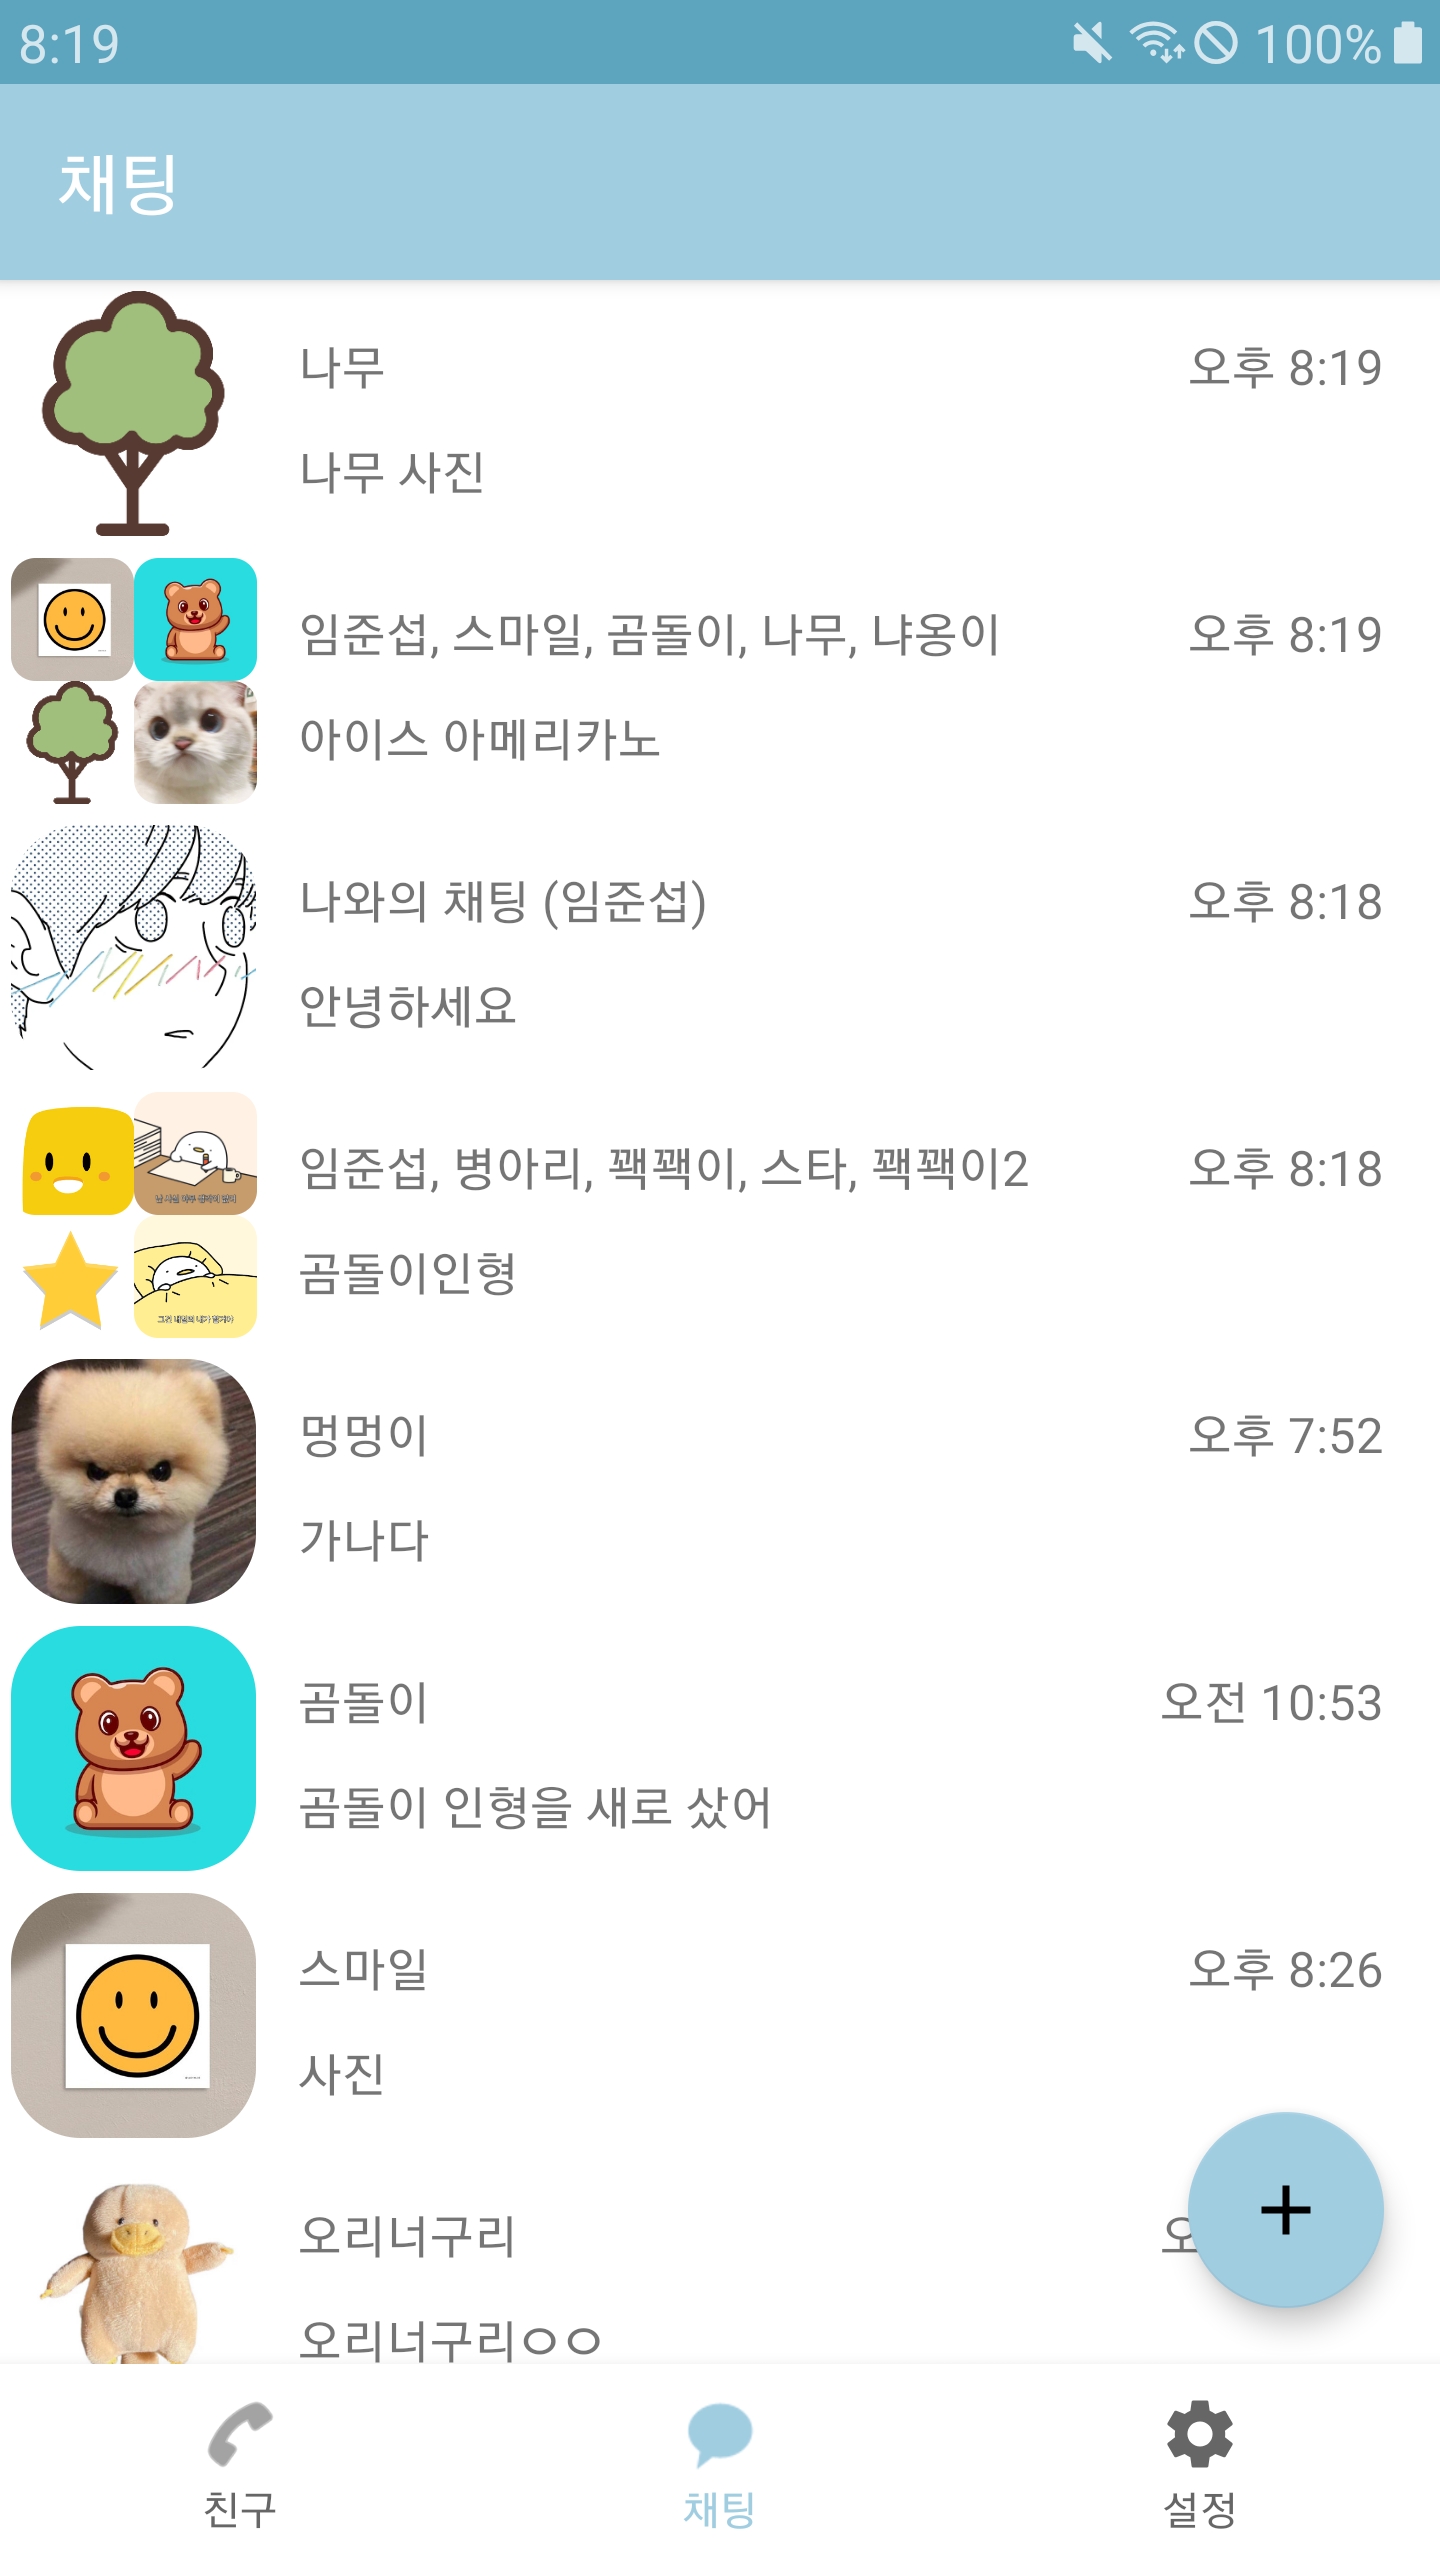 8:19 100%
채팅
나무 오후 8:19
나무 사진
임준섭, 스마일, 곰돌이, 나무, 냐옹이 오후 8:19
아이스 아메리카노
나와의 채팅 (임준섭) 오후 8:18
안녕하세요
임준섭, 병아리, 꽥꽥이, 스타, 꽥꽥이2 오후 8:18
곰돌이인형
멍멍이 오후 7:52
가나다
곰돌이 오전 10:53
곰돌이 인형을 새로 샀어
스마일 오후 8:26
사진
오리너구리
오리너구리ㅇㅇ
친구 채팅 설정